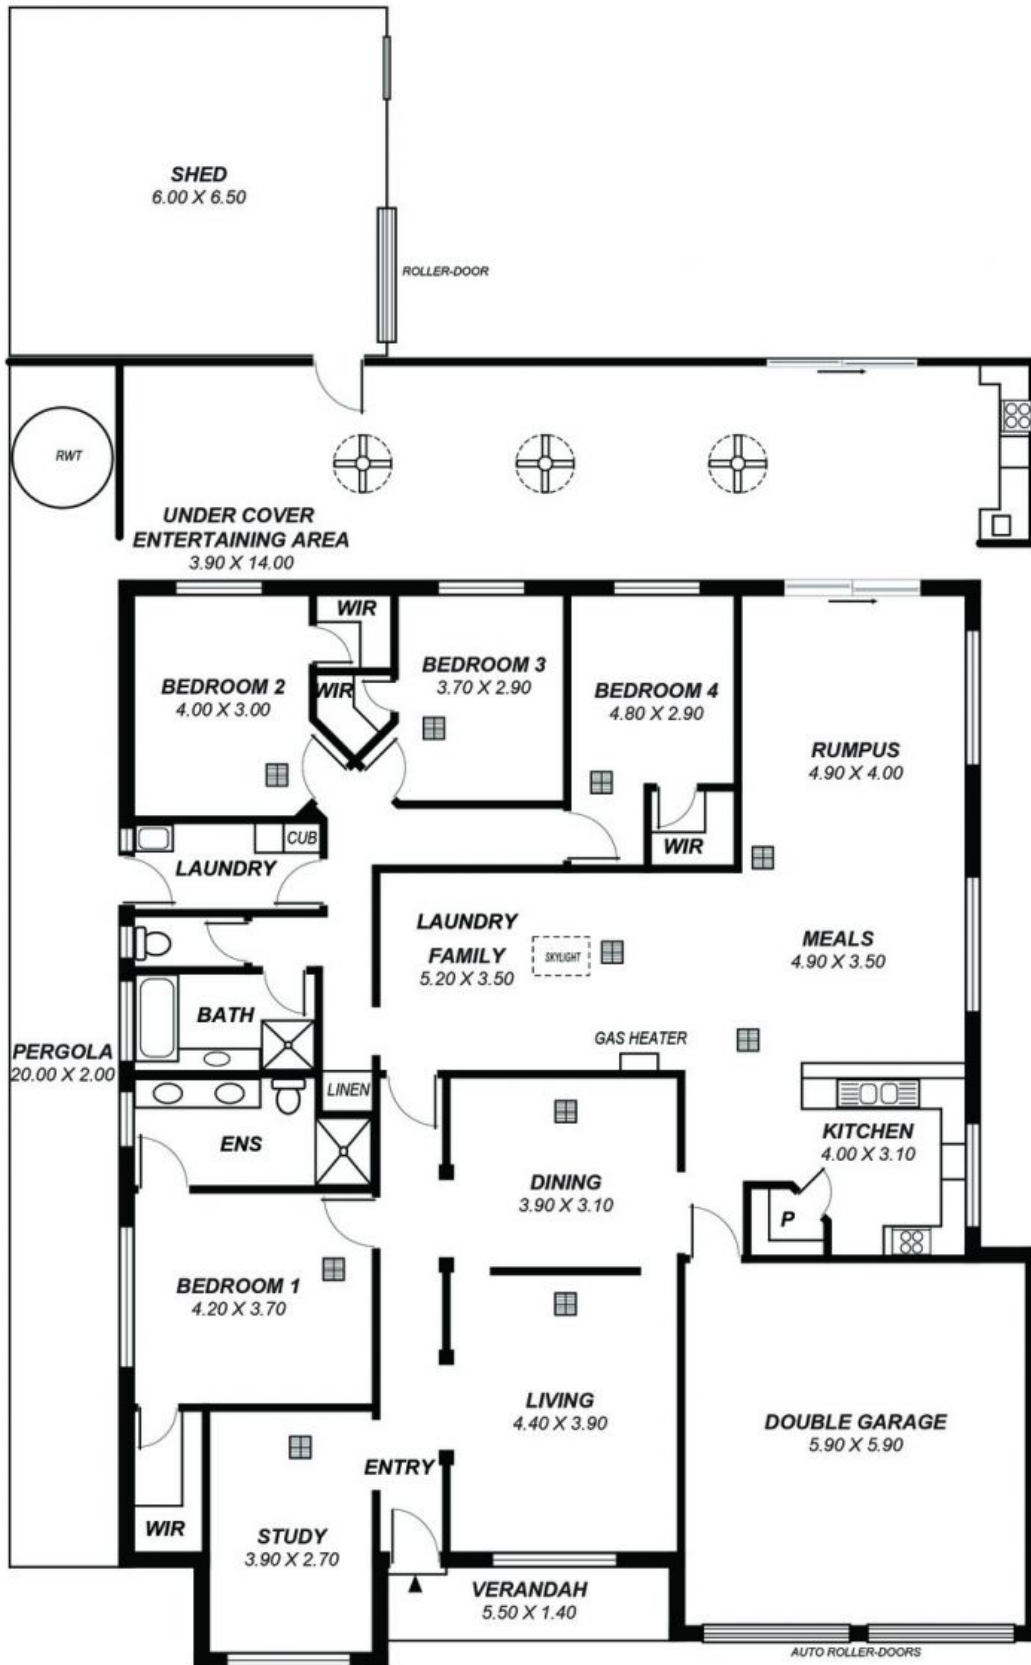 SHED
6.00 X 6.50
ROLLER-DOOR
RWT
UNDER COVER
ENTERTAINING AREA
3.90 X 14.00
WIR
BEDROOM 2
4.00 X 3.00
WIR
BEDROOM 3
3.70 X 2.90
BEDROOM 4
4.80 X 2.90
RUMPUS
4.90 X 4.00
CUB
LAUNDRY
WIR
LAUNDRY
FAMILY
5.20 X 3.50
SKYLIGHT
MEALS
4.90 X 3.50
BATH
PERGOLA
20.00 X 2.00
GAS HEATER
LINEN
ENS
KITCHEN
4.00 X 3.10
DINING
3.90 X 3.10
P
BEDROOM 1
4.20 X 3.70
LIVING
4.40 X 3.90
DOUBLE GARAGE
5.90 X 5.90
ENTRY
WIR
STUDY
3.90 X 2.70
VERANDAH
5.50 X 1.40
AUTO ROLLER-DOORS